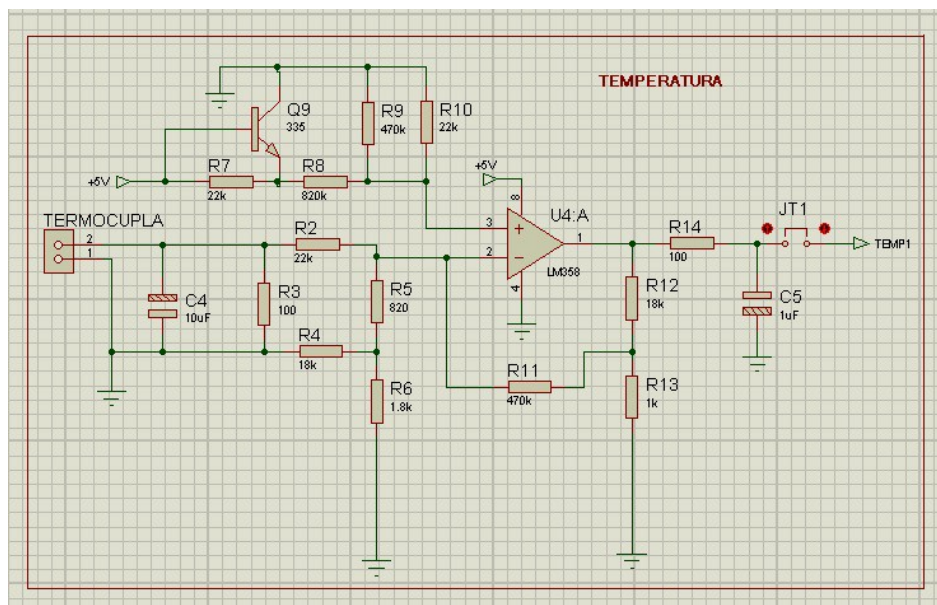 TEMPERATURA
Q9
335
R9
470k
R10
22k
+5V
R7
22k
R8
820k
+5V
8
3
2
4
1
U4:A
LM358
R14
100
JT1
TEMP1
TERMOCUPLA
2
1
R2
22k
C4
10uF
R3
100
R5
820
R4
18k
R6
1.8k
R12
18k
R11
470k
R13
1k
C5
1uF